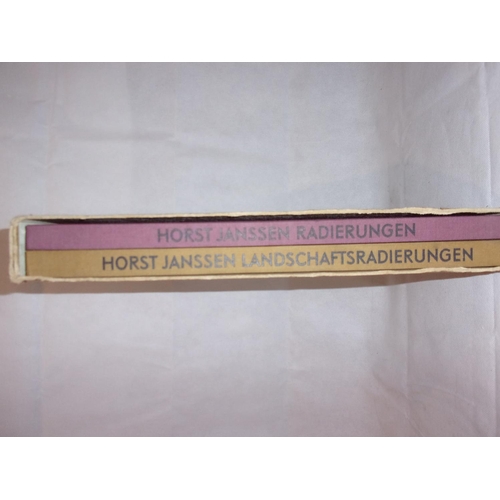 HORST JANSSEN RADIERUNGEN
HORST JANSSEN LANDSCHAFTSRADIERUNGEN